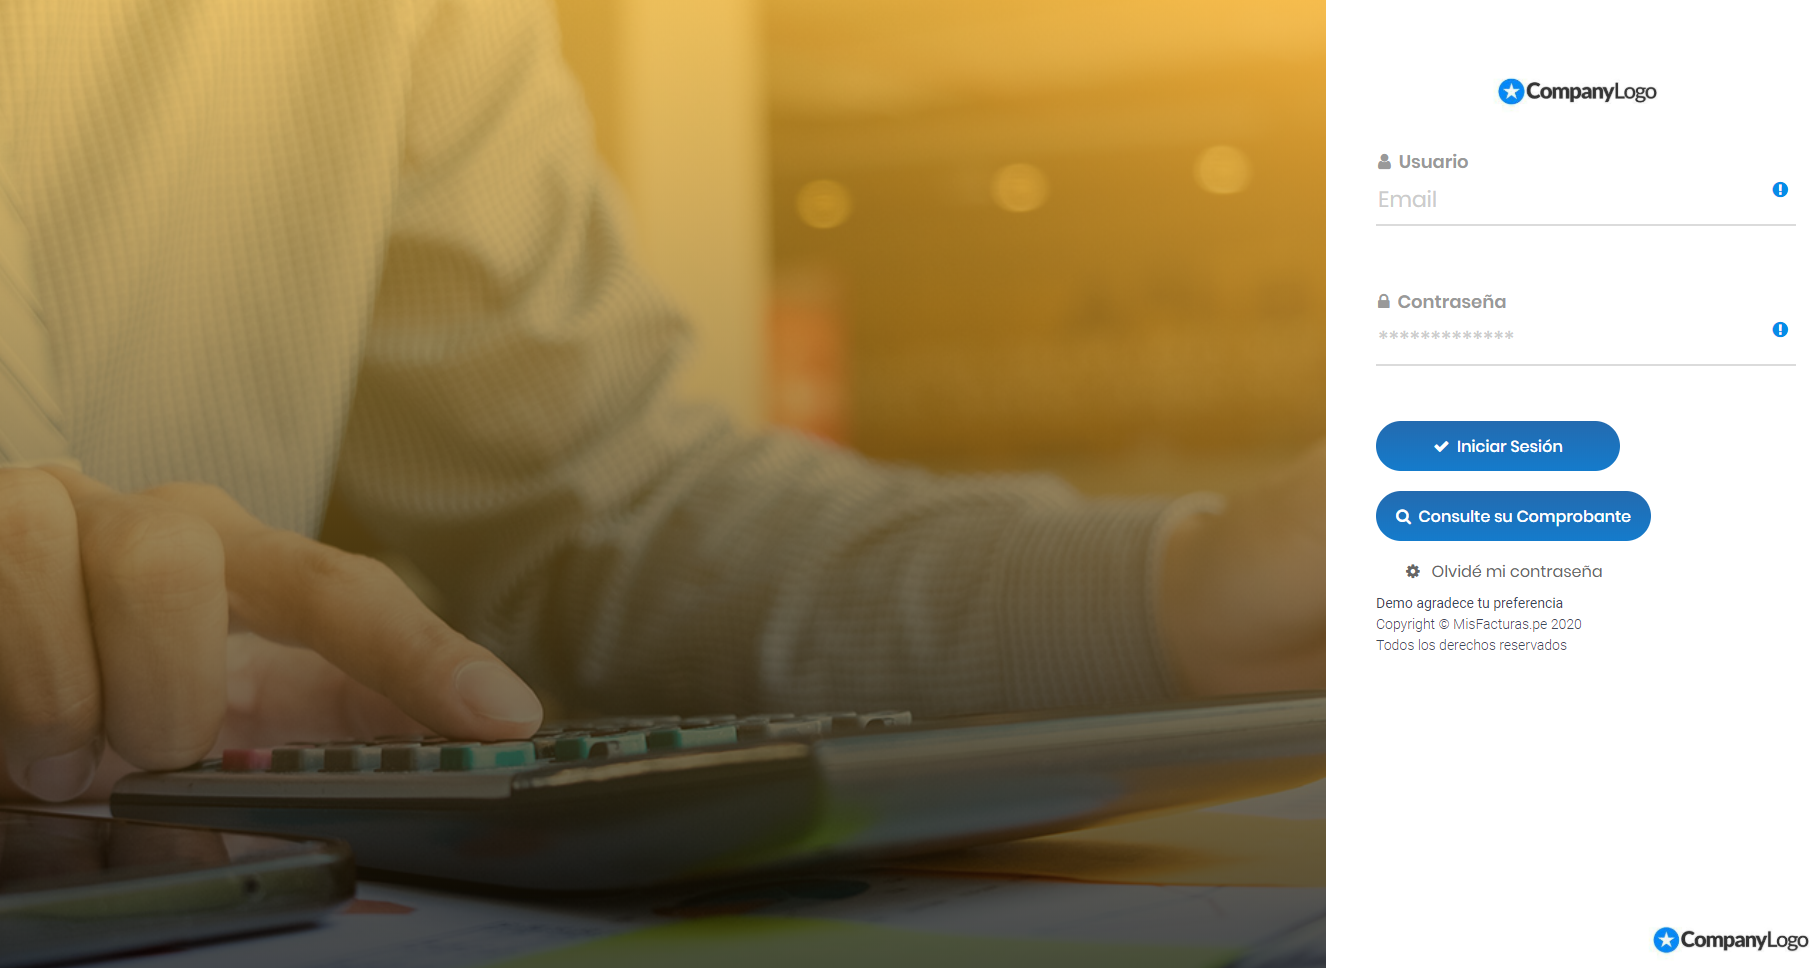 CompanyLogo
Usuario
Email
Contraseña
*************
Iniciar Sesión
Consulte su Comprobante
Olvidé mi contraseña
Demo agradece tu preferencia
Copyright © MisFacturas.pe 2020
Todos los derechos reservados
CompanyLogo